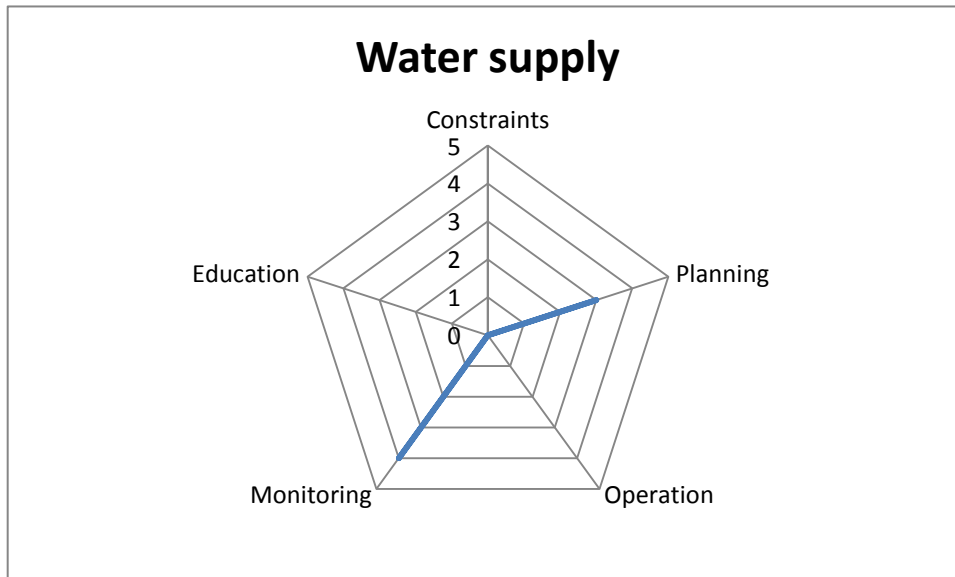 Water supply
Constraints
5
4
3
2
1
0
Education
Planning
Monitoring
Operation